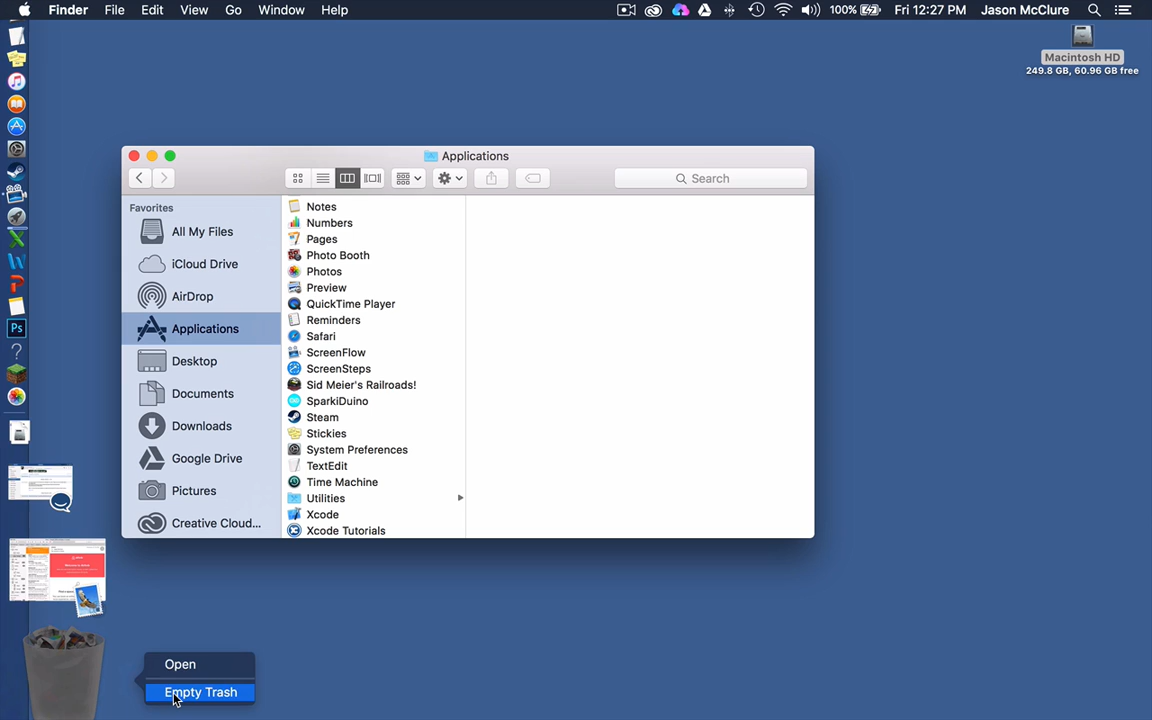 Finder File Edit View Go Window Help 100% Fri 12:27 PM Jason McClure
Macintosh HD
249.8 GB, 60.96 GB free
Applications
Search
Favorites
All My Files
iCloud Drive
AirDrop
Applications
Desktop
Documents
Downloads
Google Drive
Pictures
Creative Cloud...
Notes
Numbers
Pages
Photo Booth
Photos
Preview
QuickTime Player
Reminders
Safari
ScreenFlow
ScreenSteps
Sid Meier's Railroads!
SparkiDuino
Steam
Stickies
System Preferences
TextEdit
Time Machine
Utilities
Xcode
Xcode Tutorials
Ps
Open
Empty Trash